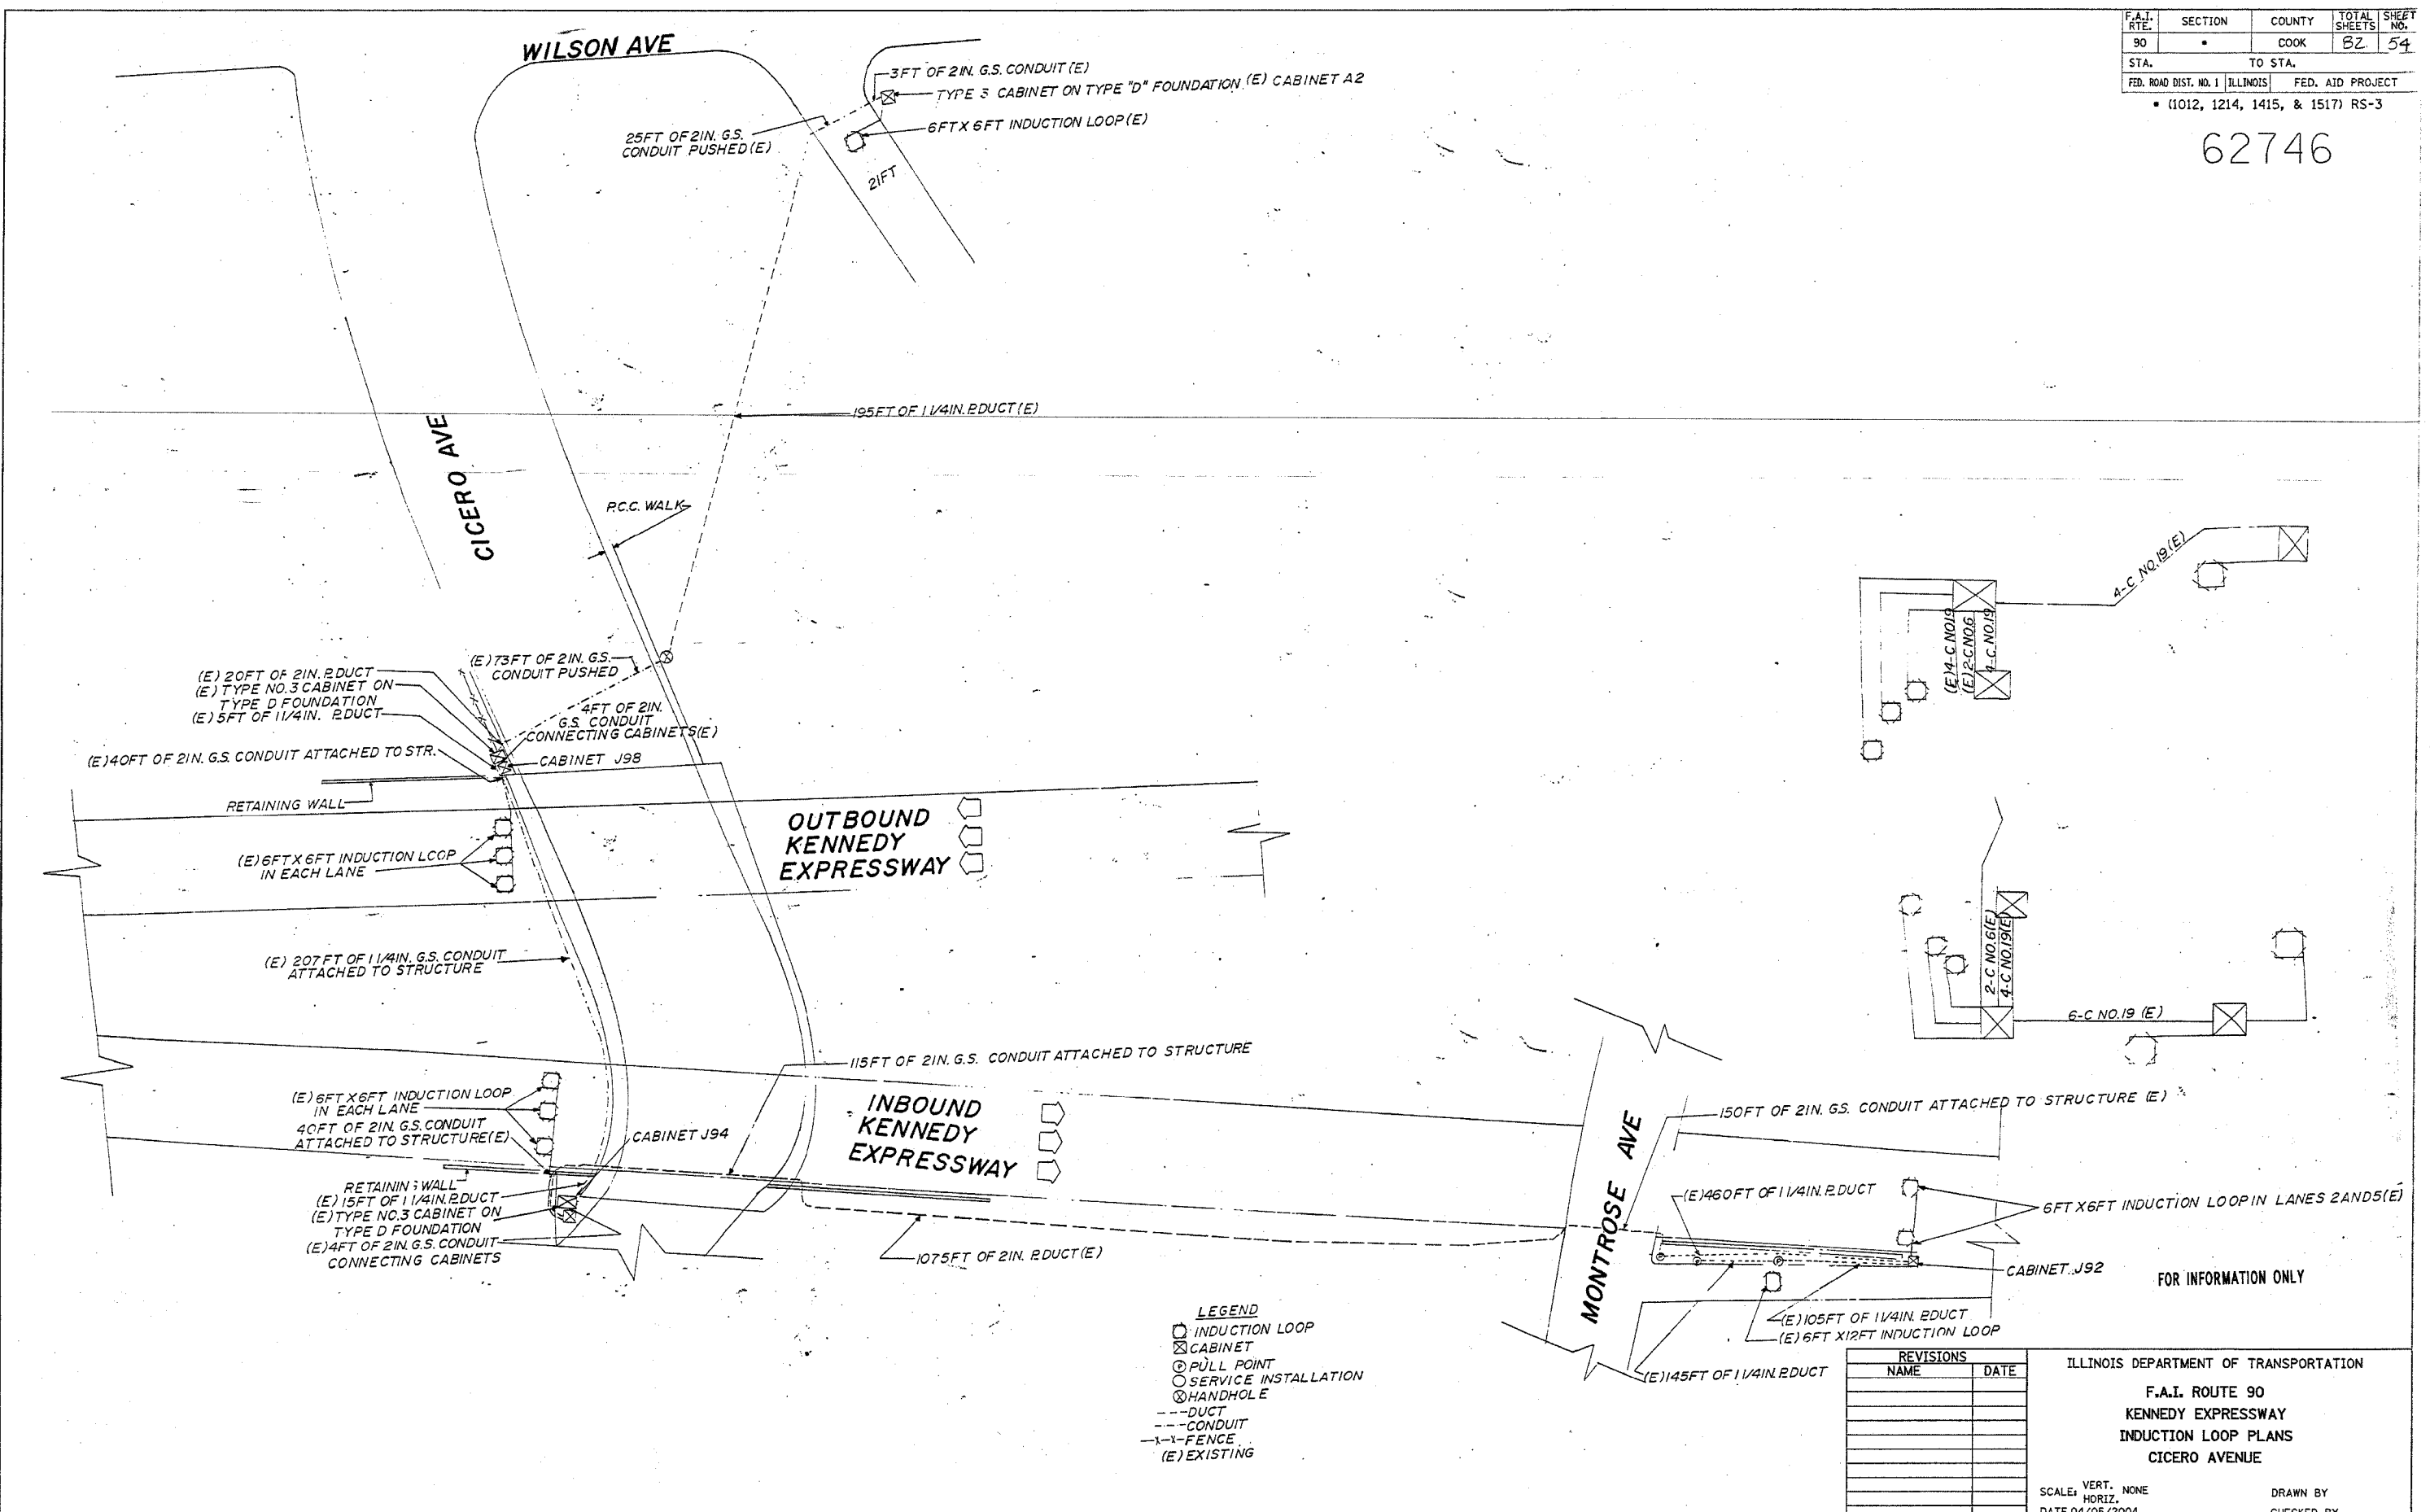 F.A.I. RTE. SECTION COUNTY TOTAL SHEETS SHEET NO.
90 • COOK 82 54
STA. TO STA.
FED. ROAD DIST. NO. 1 ILLINOIS FED. AID PROJECT
• (1012, 1214, 1415, & 1517) RS-3
62746
WILSON AVE
3FT OF 2IN. G.S. CONDUIT (E)
TYPE 3 CABINET ON TYPE "D" FOUNDATION (E) CABINET A2
6FT X 6FT INDUCTION LOOP (E)
25FT OF 2IN. G.S.
CONDUIT PUSHED (E)
21FT
195FT OF 1 1/4IN. P.DUCT (E)
CICERO AVE
P.C.C. WALK
(E) 73FT OF 2IN. G.S.
CONDUIT PUSHED
(E) 20FT OF 2IN. P.DUCT
(E) TYPE NO.3 CABINET ON
TYPE D FOUNDATION
(E) 5FT OF 1 1/4IN. P.DUCT
4FT OF 2IN.
G.S. CONDUIT
CONNECTING CABINETS (E)
(E) 40FT OF 2IN. G.S. CONDUIT ATTACHED TO STR.
CABINET J98
RETAINING WALL
(E) 6FT X 6FT INDUCTION LOOP
IN EACH LANE
OUTBOUND
KENNEDY
EXPRESSWAY
(E) 207FT OF 1 1/4IN. G.S. CONDUIT
ATTACHED TO STRUCTURE
4-C NO.19 (E)
(E) 4-C NO.19
(E) 2-C NO.6
4-C NO.19
2-C NO.6 (E)
4-C NO.19 (E)
6-C NO.19 (E)
115FT OF 2IN. G.S. CONDUIT ATTACHED TO STRUCTURE
(E) 6FT X 6FT INDUCTION LOOP
IN EACH LANE
40FT OF 2IN. G.S. CONDUIT
ATTACHED TO STRUCTURE (E)
CABINET J94
INBOUND
KENNEDY
EXPRESSWAY
RETAINING WALL
(E) 15FT OF 1 1/4IN. P.DUCT
(E) TYPE NO.3 CABINET ON
TYPE D FOUNDATION
(E) 4FT OF 2IN. G.S. CONDUIT
CONNECTING CABINETS
1075FT OF 2IN. P.DUCT (E)
MONTROSE AVE
150FT OF 2IN. G.S. CONDUIT ATTACHED TO STRUCTURE (E)
(E) 460FT OF 1 1/4IN. P.DUCT
6FT X 6FT INDUCTION LOOP IN LANES 2 AND 5 (E)
CABINET J92
FOR INFORMATION ONLY
(E) 105FT OF 1 1/4IN. P.DUCT
(E) 6FT X 12FT INDUCTION LOOP
(E) 145FT OF 1 1/4IN. P.DUCT
LEGEND
INDUCTION LOOP
CABINET
PULL POINT
SERVICE INSTALLATION
HANDHOLE
DUCT
CONDUIT
-X-X-FENCE
(E) EXISTING
REVISIONS
NAME DATE
ILLINOIS DEPARTMENT OF TRANSPORTATION
F.A.I. ROUTE 90
KENNEDY EXPRESSWAY
INDUCTION LOOP PLANS
CICERO AVENUE
SCALE: VERT. HORIZ. NONE
DRAWN BY
DATE 04/05/2004
CHECKED BY